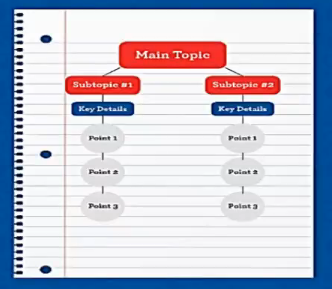 Main Topic
Subtopic #1 Subtopic #2
Key Details Key Details
Point 1 Point 1
Point 2 Point 2
Point 3 Point 3